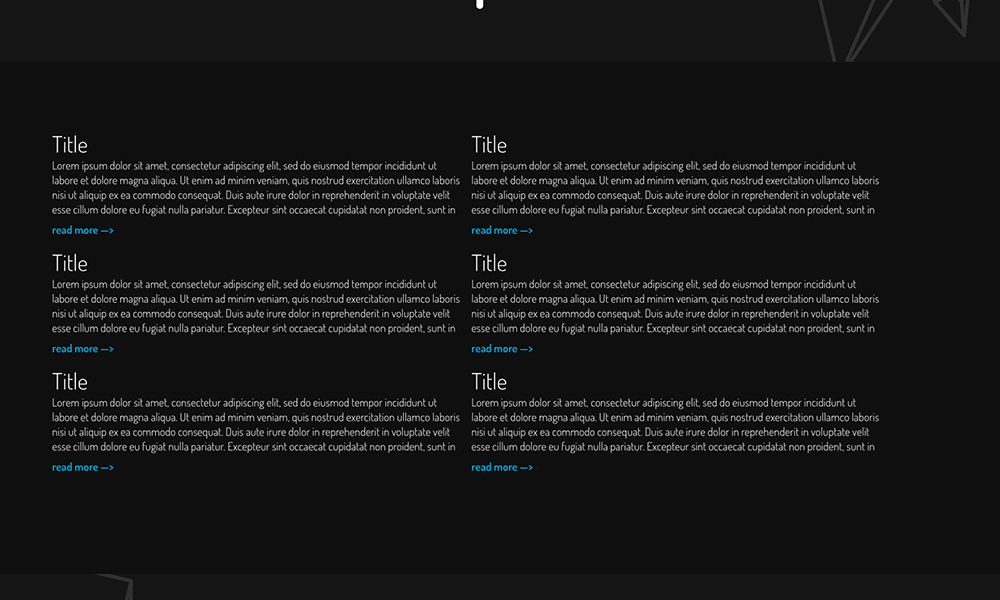 Title
Lorem ipsum dolor sit amet, consectetur adipiscing elit, sed do eiusmod tempor incididunt ut
labore et dolore magna aliqua. Ut enim ad minim veniam, quis nostrud exercitation ullamco laboris
nisi ut aliquip ex ea commodo consequat. Duis aute irure dolor in reprehenderit in voluptate velit
esse cillum dolore eu fugiat nulla pariatur. Excepteur sint occaecat cupidatat non proident, sunt in
read more —>
Title
Lorem ipsum dolor sit amet, consectetur adipiscing elit, sed do eiusmod tempor incididunt ut
labore et dolore magna aliqua. Ut enim ad minim veniam, quis nostrud exercitation ullamco laboris
nisi ut aliquip ex ea commodo consequat. Duis aute irure dolor in reprehenderit in voluptate velit
esse cillum dolore eu fugiat nulla pariatur. Excepteur sint occaecat cupidatat non proident, sunt in
read more —>
Title
Lorem ipsum dolor sit amet, consectetur adipiscing elit, sed do eiusmod tempor incididunt ut
labore et dolore magna aliqua. Ut enim ad minim veniam, quis nostrud exercitation ullamco laboris
nisi ut aliquip ex ea commodo consequat. Duis aute irure dolor in reprehenderit in voluptate velit
esse cillum dolore eu fugiat nulla pariatur. Excepteur sint occaecat cupidatat non proident, sunt in
read more —>
Title
Lorem ipsum dolor sit amet, consectetur adipiscing elit, sed do eiusmod tempor incididunt ut
labore et dolore magna aliqua. Ut enim ad minim veniam, quis nostrud exercitation ullamco laboris
nisi ut aliquip ex ea commodo consequat. Duis aute irure dolor in reprehenderit in voluptate velit
esse cillum dolore eu fugiat nulla pariatur. Excepteur sint occaecat cupidatat non proident, sunt in
read more —>
Title
Lorem ipsum dolor sit amet, consectetur adipiscing elit, sed do eiusmod tempor incididunt ut
labore et dolore magna aliqua. Ut enim ad minim veniam, quis nostrud exercitation ullamco laboris
nisi ut aliquip ex ea commodo consequat. Duis aute irure dolor in reprehenderit in voluptate velit
esse cillum dolore eu fugiat nulla pariatur. Excepteur sint occaecat cupidatat non proident, sunt in
read more —>
Title
Lorem ipsum dolor sit amet, consectetur adipiscing elit, sed do eiusmod tempor incididunt ut
labore et dolore magna aliqua. Ut enim ad minim veniam, quis nostrud exercitation ullamco laboris
nisi ut aliquip ex ea commodo consequat. Duis aute irure dolor in reprehenderit in voluptate velit
esse cillum dolore eu fugiat nulla pariatur. Excepteur sint occaecat cupidatat non proident, sunt in
read more —>